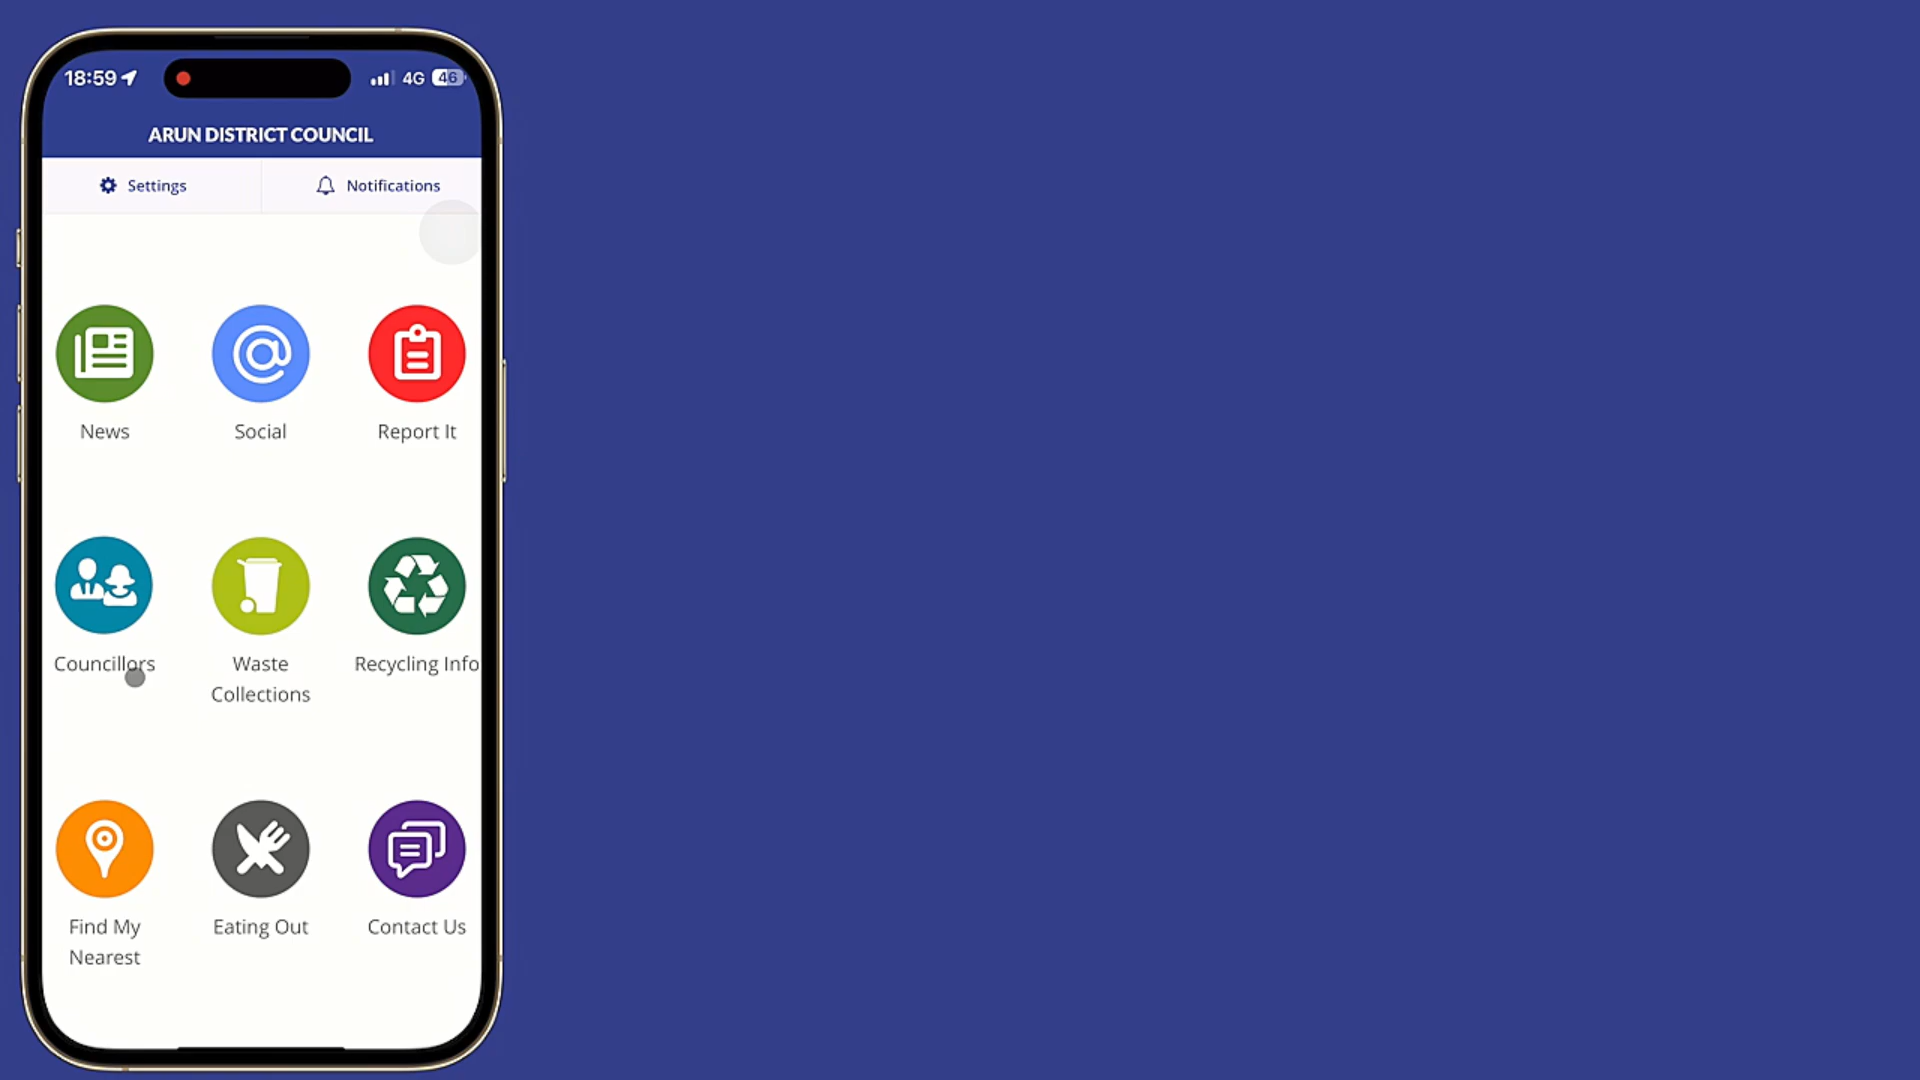 18:59
4G
46
ARUN DISTRICT COUNCIL
Settings
Notifications
News
Social
Report It
Councillors
Waste
Collections
Recycling Info
Find My
Nearest
Eating Out
Contact Us